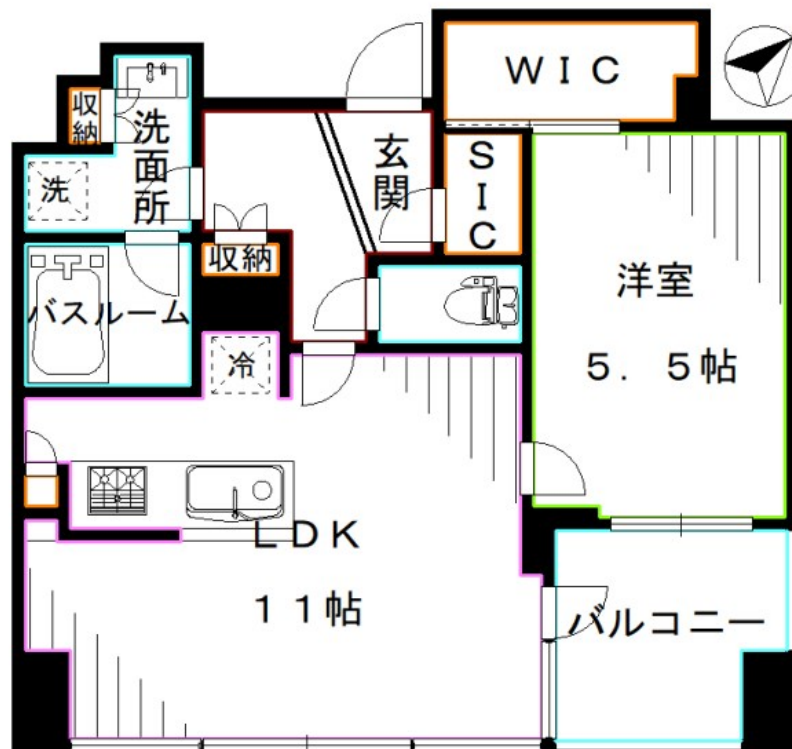 ＷＩＣ
収納
洗面所
玄関
ＳＩＣ
洗
収納
洋室
５．５帖
バスルーム
冷
ＬＤＫ
１１帖
バルコニー